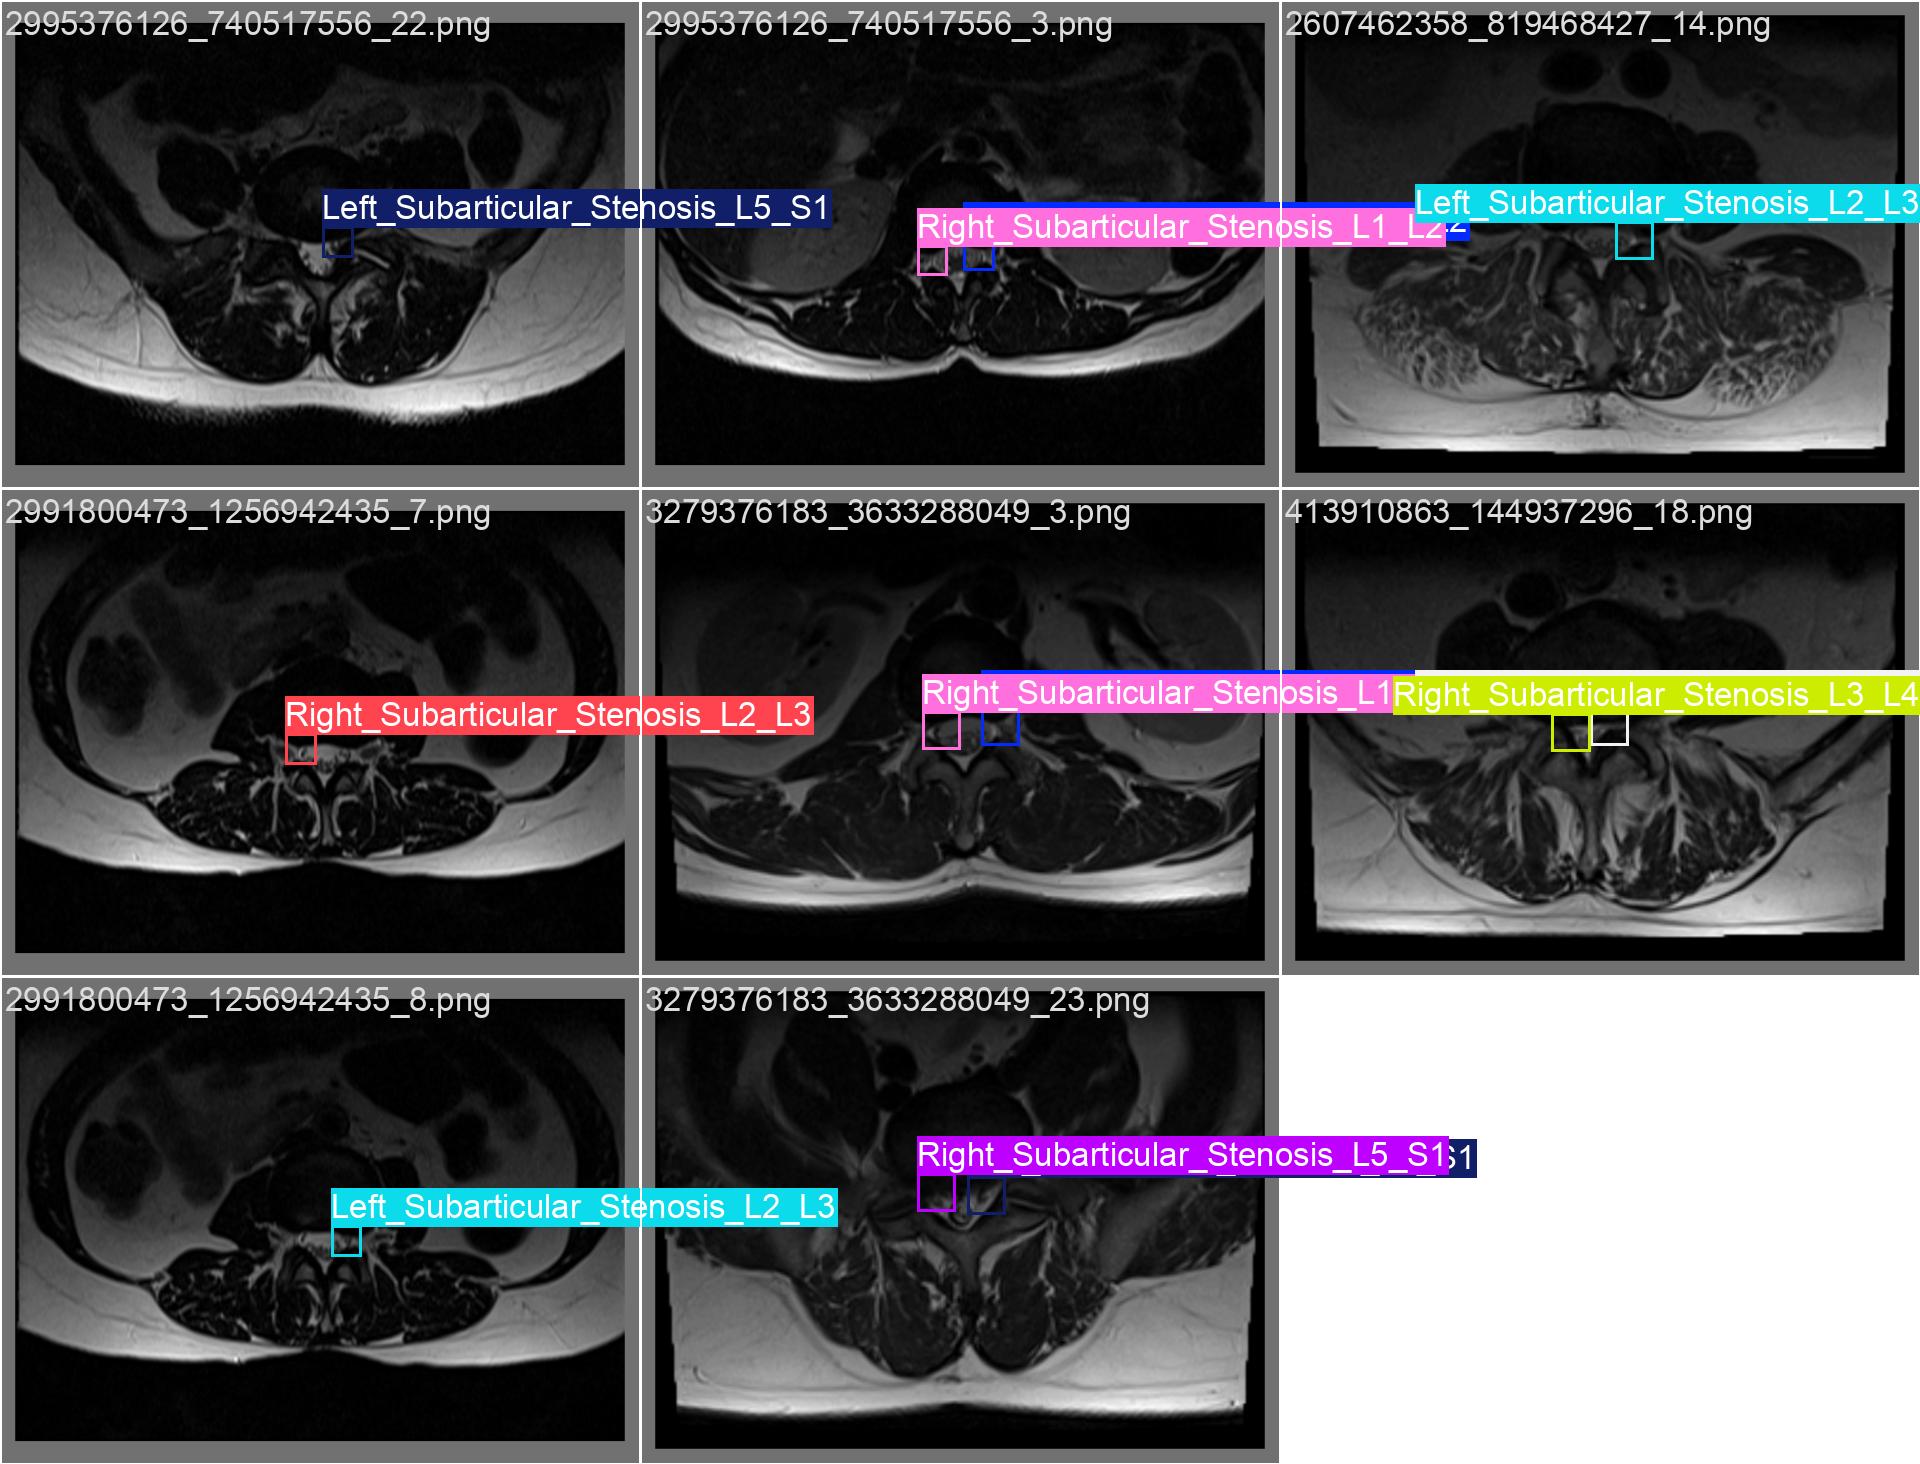 2995376126_740517556_22.png
2995376126_740517556_3.png
2607462358_819468427_14.png
Left_Subarticular_Stenosis_L5_S1
Right_Subarticular_Stenosis_L1_L2
Left_Subarticular_Stenosis_L2_L3
2991800473_1256942435_7.png
3279376183_3633288049_3.png
413910863_144937296_18.png
Right_Subarticular_Stenosis_L2_L3
Right_Subarticular_Stenosis_L1
Right_Subarticular_Stenosis_L3_L4
2991800473_1256942435_8.png
3279376183_3633288049_23.png
Left_Subarticular_Stenosis_L2_L3
Right_Subarticular_Stenosis_L5_S1
S1